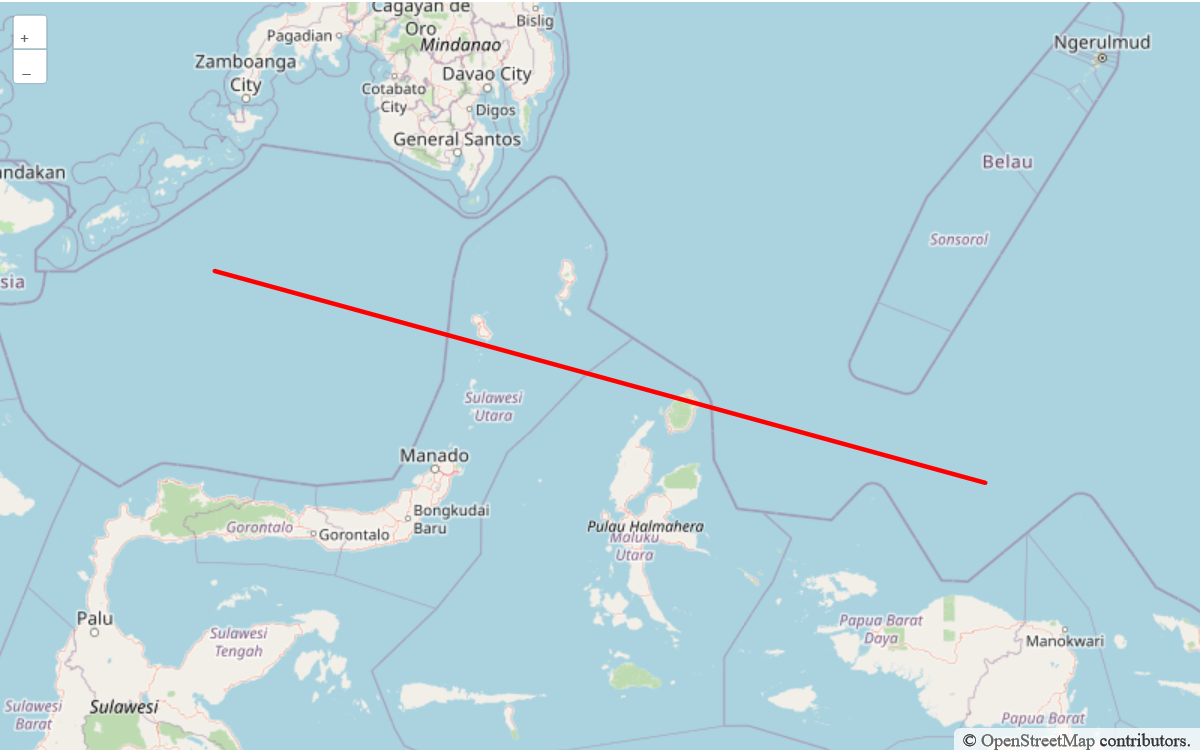 +
–
Cagayan de
Oro
Bislig
Pagadian
Mindanao
Ngerulmud
Zamboanga
City
Davao City
Cotabato
City
Digos
General Santos
Belau
andakan
Sonsorol
sia
Sulawesi
Utara
Manado
Bongkudai
Baru
Gorontalo
Gorontalo
Pulau Halmahera
Maluku
Utara
Palu
Sulawesi
Tengah
Papua Barat
Daya
Manokwari
Sulawesi
Barat
Sulawesi
Papua Barat
© OpenStreetMap contributors.